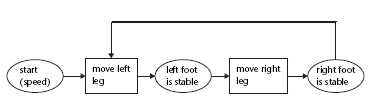 start
(speed)
move left
leg
left foot
is stable
move right
leg
right foot
is stable